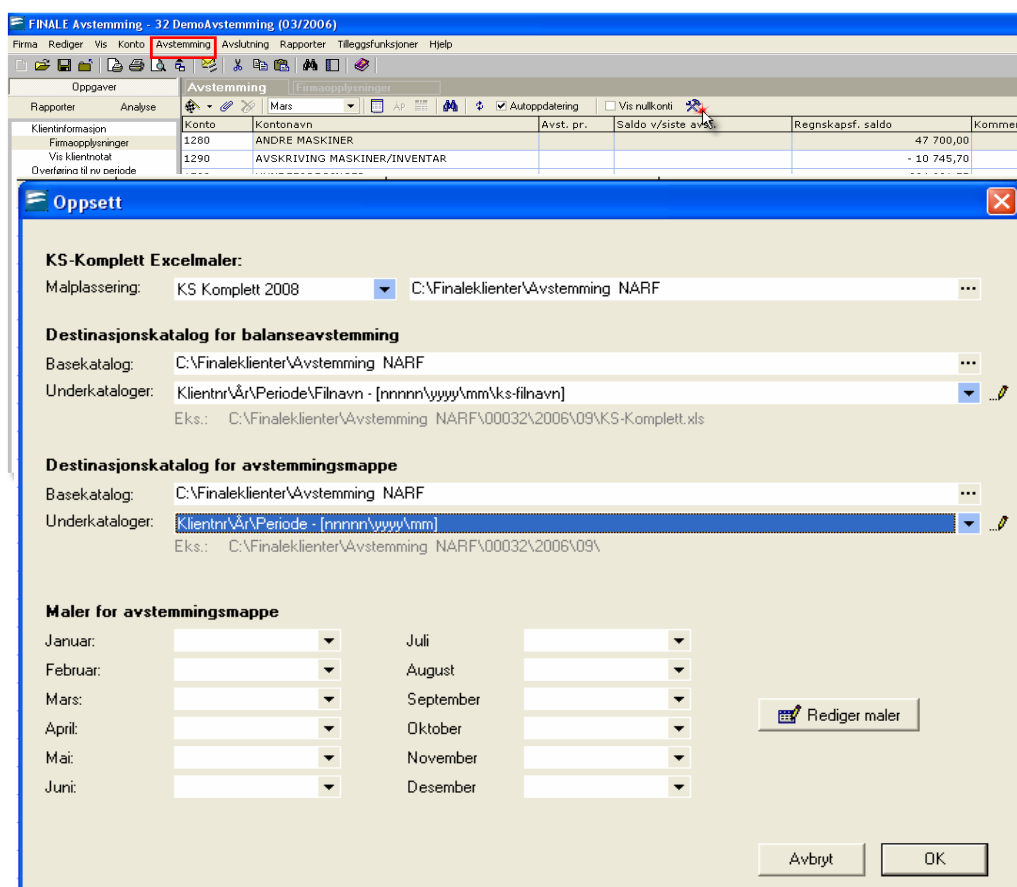 FINALE Avstemming - 32 DemoAvstemming (03/2006)
Firma Rediger Vis Konto Avstemming Avslutning Rapporter Tilleggsfunksjoner Hjelp
Oppgaver
Avstemming Firmaopplysninger
Rapporter Analyse
Mars AP Autoppdatering Vis nullkonti
Klientinformasjon
Firmaopplysninger
Vis klientnotat
Overføring til ny periode
Konto Kontonavn Avst. pr. Saldo v/siste avst. Regnskapsf. saldo Kommer
1280 ANDRE MASKINER 47 700,00
1290 AVSKRIVING MASKINER/INVENTAR - 10 745,70
Oppsett
KS-Komplett Excelmaler:
Malplassering: KS Komplett 2008 C:\Finaleklienter\Avstemming NARF ...
Destinasjonskatalog for balanseavstemming
Basekatalog: C:\Finaleklienter\Avstemming NARF ...
Underkataloger: Klientnr\År\Periode\Filnavn - [nnnnn\yyyy\mm\ks-filnavn]
Eks.: C:\Finaleklienter\Avstemming NARF\00032\2006\09\KS-Komplett.xls
Destinasjonskatalog for avstemmingsmappe
Basekatalog: C:\Finaleklienter\Avstemming NARF ...
Underkataloger: Klientnr\År\Periode - [nnnnn\yyyy\mm]
Eks.: C:\Finaleklienter\Avstemming NARF\00032\2006\09\
Maler for avstemmingsmappe
Januar: Juli
Februar: August
Mars: September
April: Oktober
Mai: November
Juni: Desember
Rediger maler
Avbryt OK